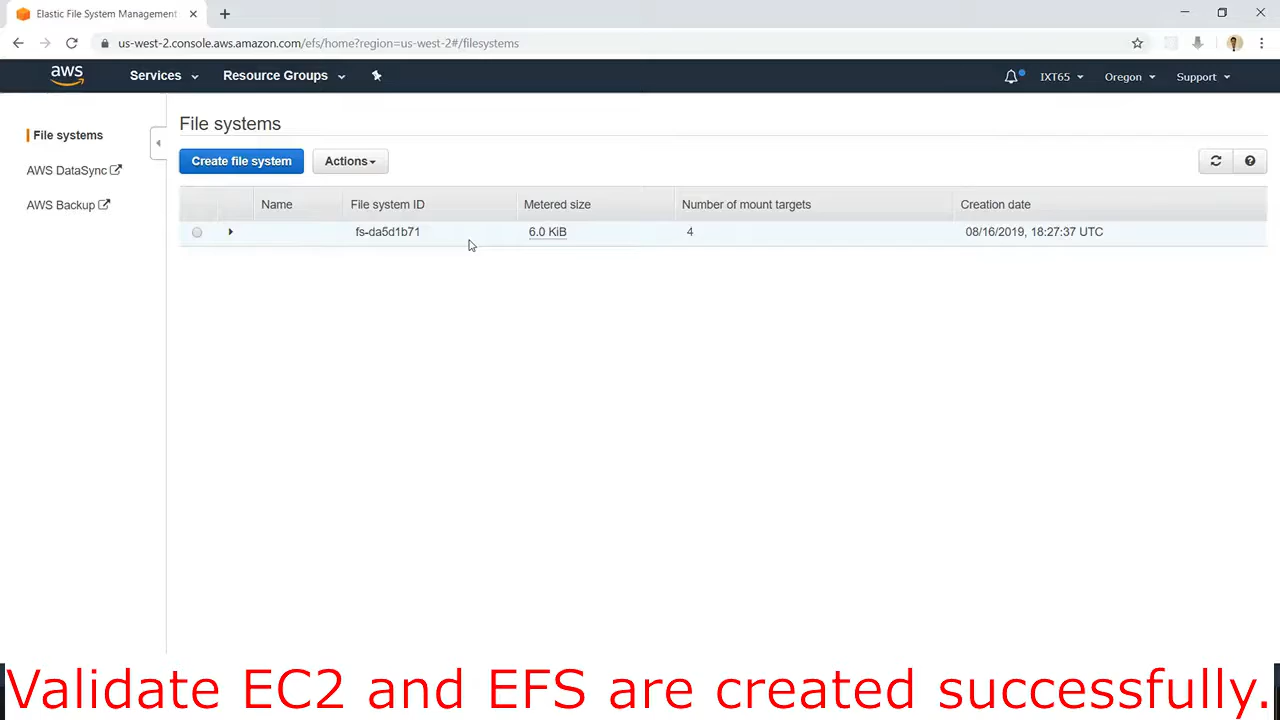 Elastic File System Management
us-west-2.console.aws.amazon.com/efs/home?region=us-west-2#/filesystems
aws Services Resource Groups IXT65 Oregon Support
File systems
AWS DataSync
AWS Backup
File systems
Create file system Actions
Name File system ID Metered size Number of mount targets Creation date
fs-da5d1b71 6.0 KiB 4 08/16/2019, 18:27:37 UTC
Validate EC2 and EFS are created successfully.